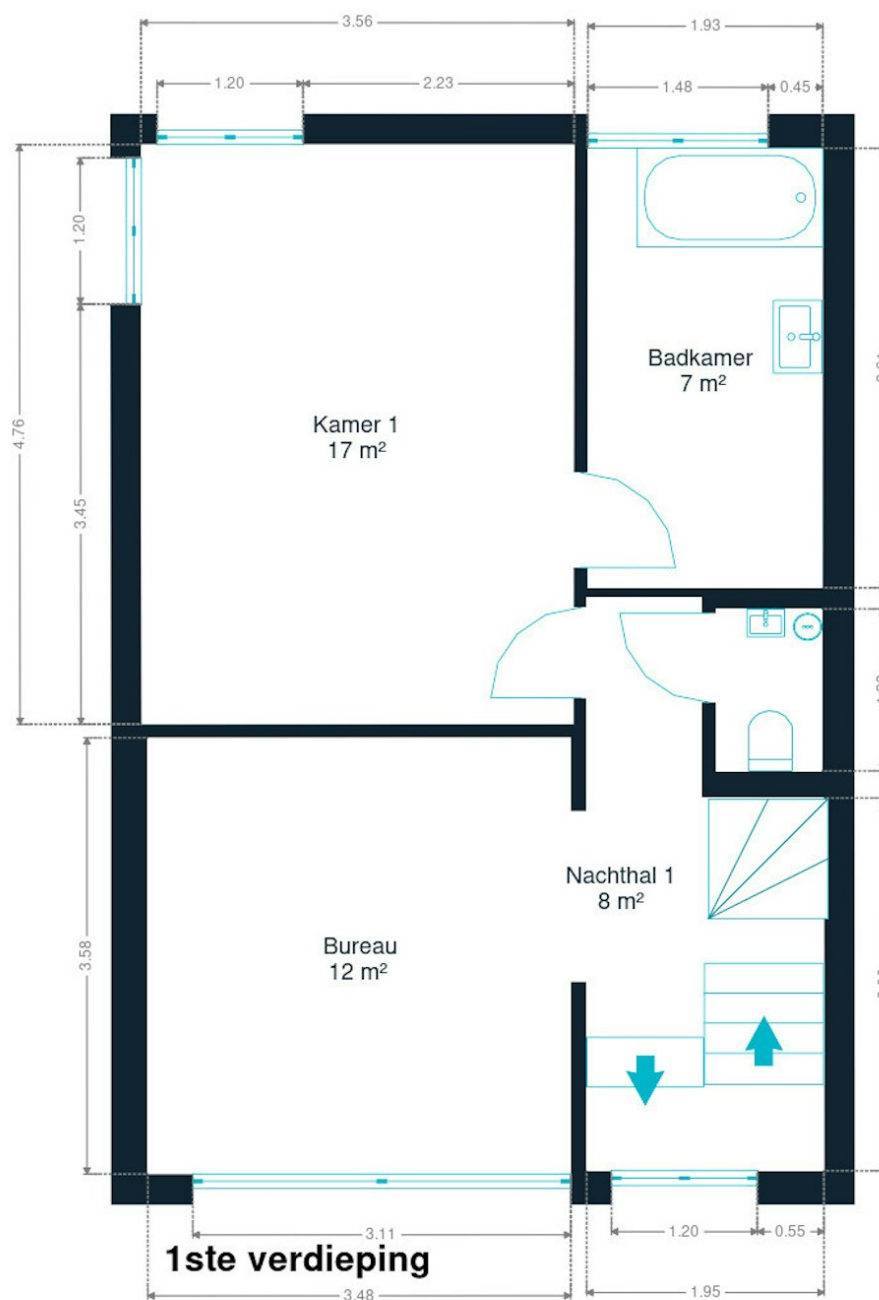 3.56
1.93
1.20
2.23
1.48
0.45
1.20
Badkamer
7 m²
Kamer 1
17 m²
4.76
3.45
Nachthal 1
8 m²
Bureau
12 m²
3.58
3.11
1.20
0.55
1ste verdieping
3.48
1.95